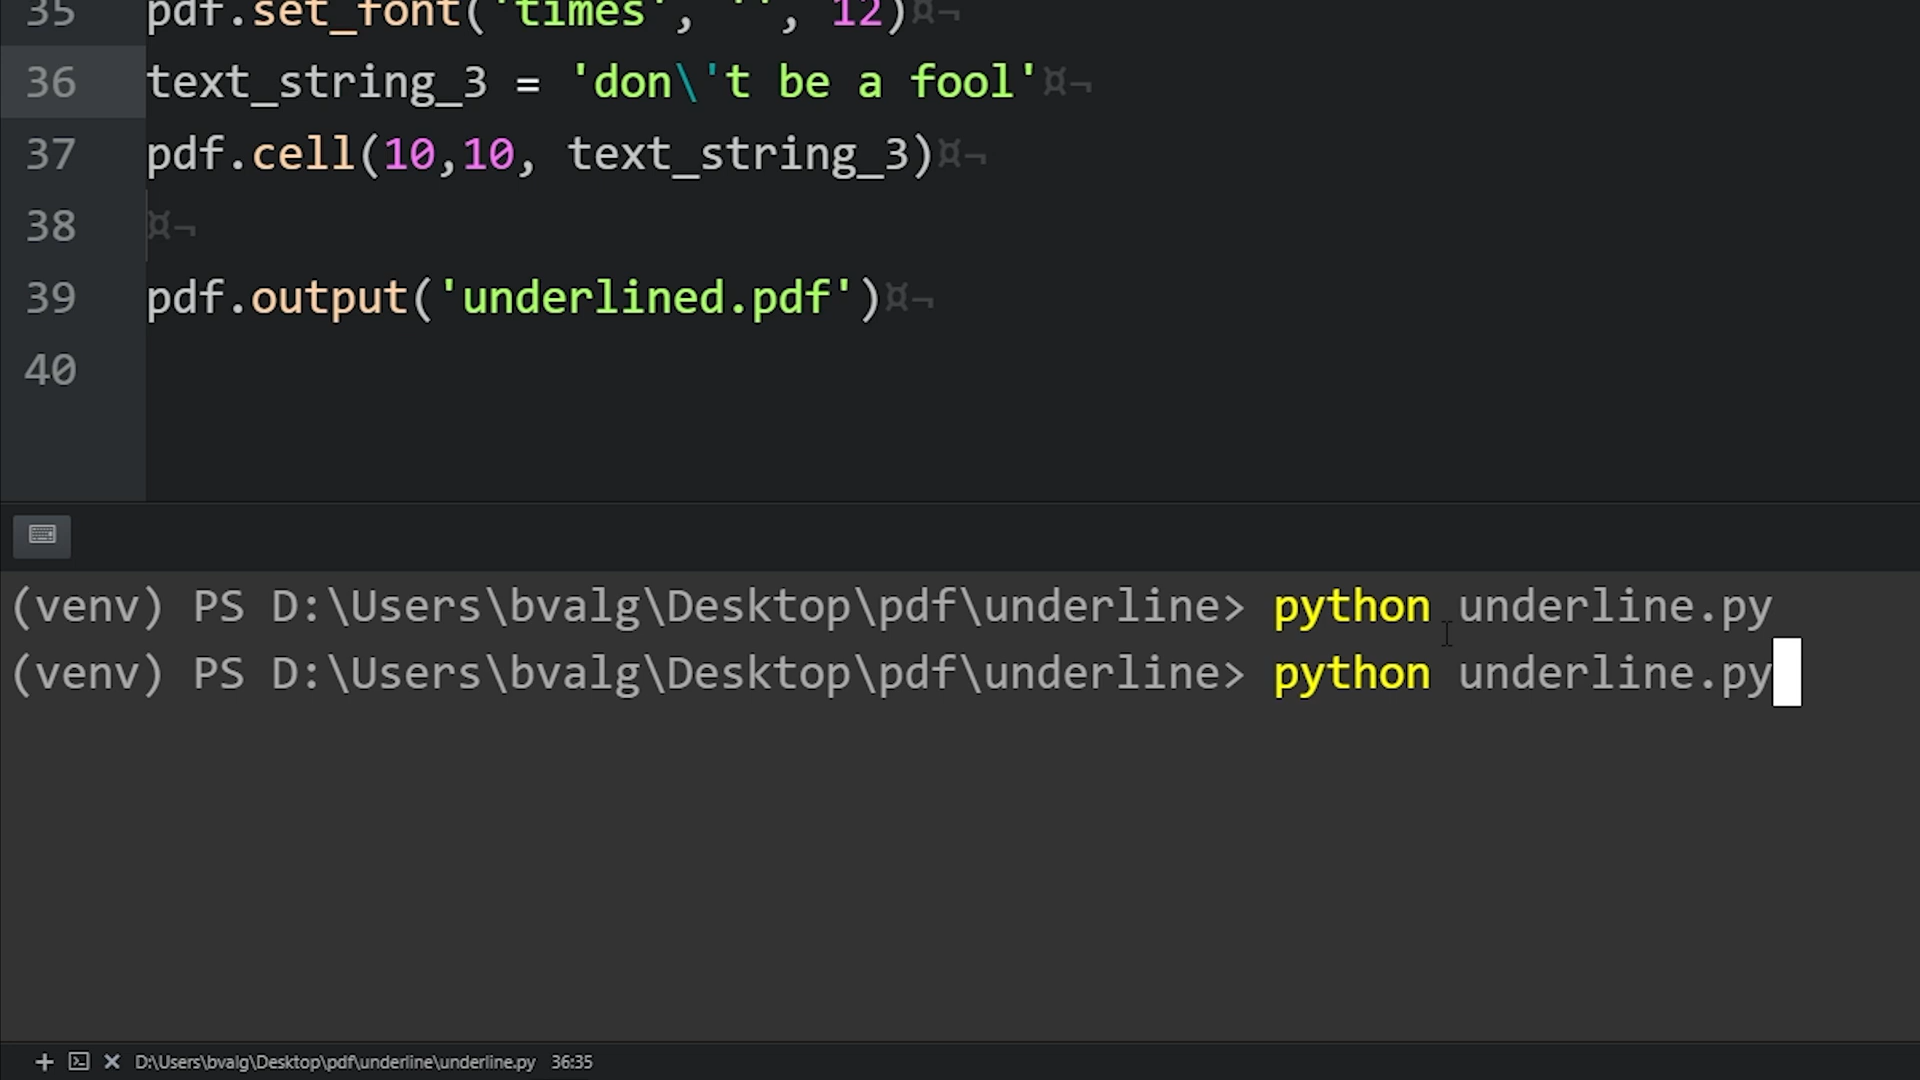 35 pdf.set_font('times', '', 12)¤¬
36 text_string_3 = 'don\'t be a fool'¤¬
37 pdf.cell(10,10, text_string_3)¤¬
38 ¤¬
39 pdf.output('underlined.pdf')¤¬
40
(venv) PS D:\Users\bvalg\Desktop\pdf\underline> python underline.py
(venv) PS D:\Users\bvalg\Desktop\pdf\underline> python underline.py
D:\Users\bvalg\Desktop\pdf\underline\underline.py 36:35